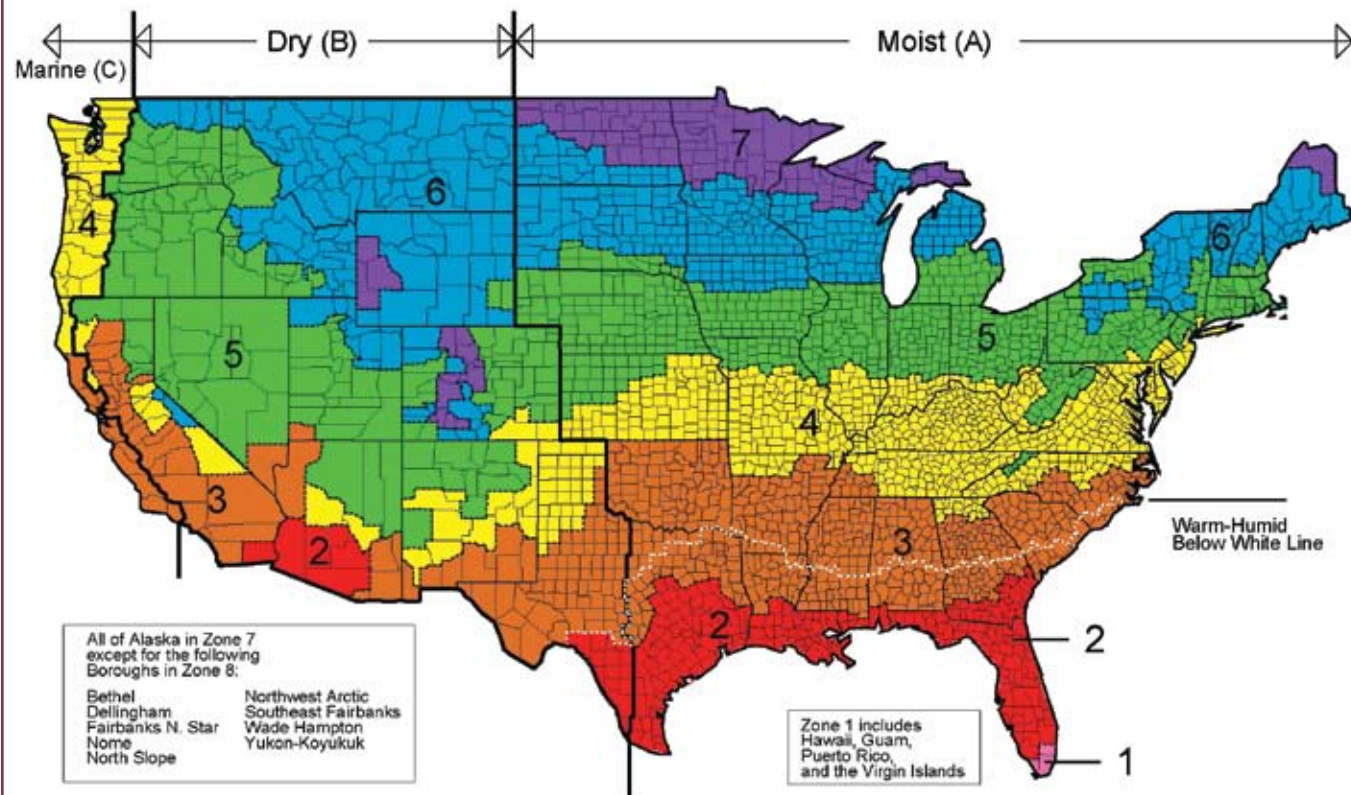 Dry (B)
Moist (A)
Marine (C)
7
6
6
4
5
5
4
3
3
Warm-Humid
Below White Line
2
2
2
1
All of Alaska in Zone 7
except for the following
Boroughs in Zone 8:
Bethel
Dellingham
Fairbanks N. Star
Nome
North Slope
Northwest Arctic
Southeast Fairbanks
Wade Hampton
Yukon-Koyukuk
Zone 1 includes
Hawaii, Guam,
Puerto Rico,
and the Virgin Islands